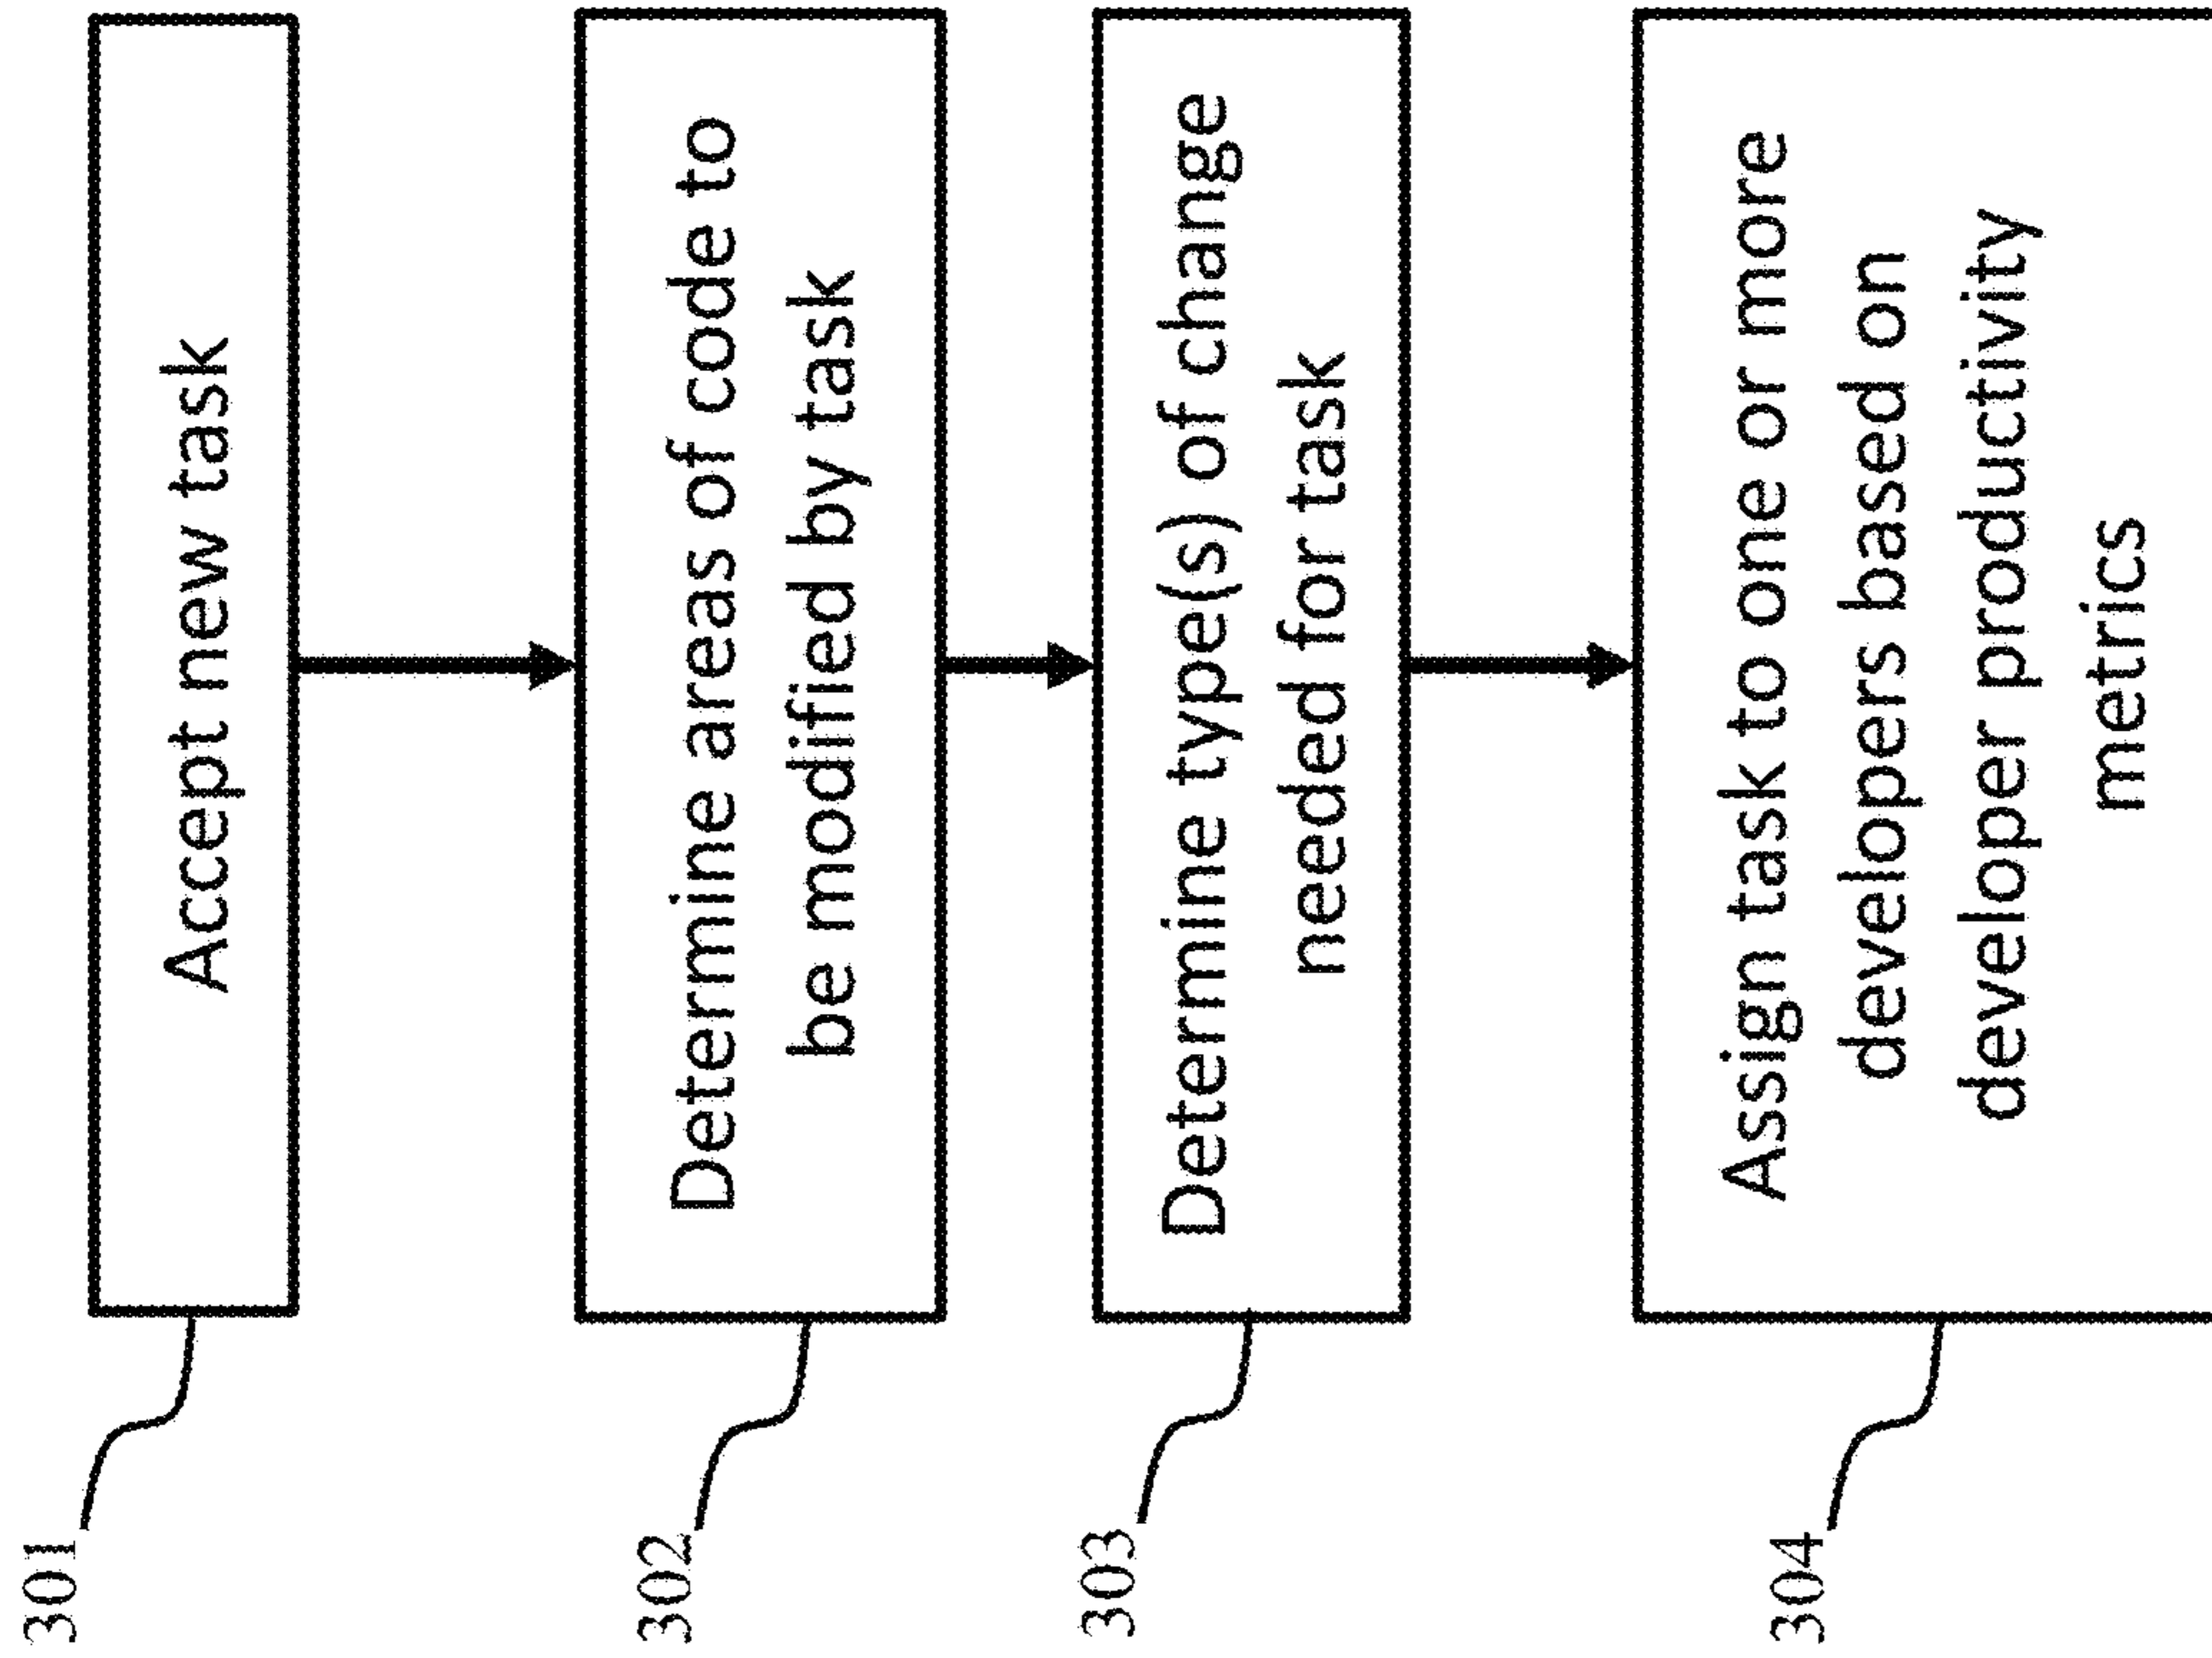 301
Accept new task
302
Determine areas of code to
be modified by task
303
Determine type(s) of change
needed for task
304
Assign task to one or more
developers based on
developer productivity
metrics